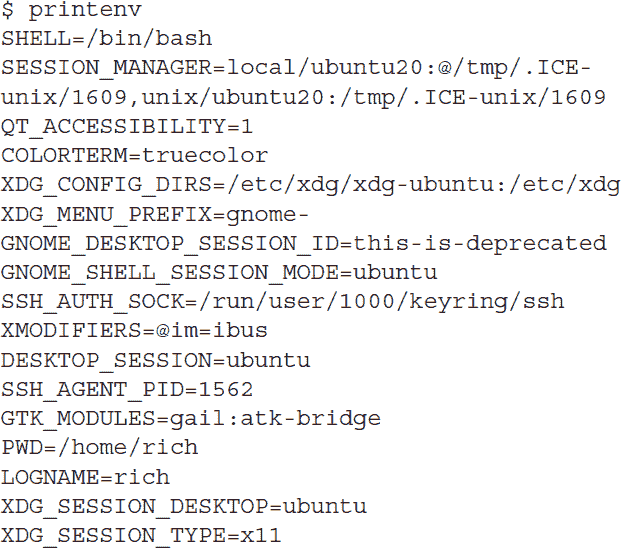 $ printenv
SHELL=/bin/bash
SESSION_MANAGER=local/ubuntu20:@/tmp/.ICE-
unix/1609,unix/ubuntu20:/tmp/.ICE-unix/1609
QT_ACCESSIBILITY=1
COLORTERM=truecolor
XDG_CONFIG_DIRS=/etc/xdg/xdg-ubuntu:/etc/xdg
XDG_MENU_PREFIX=gnome-
GNOME_DESKTOP_SESSION_ID=this-is-deprecated
GNOME_SHELL_SESSION_MODE=ubuntu
SSH_AUTH_SOCK=/run/user/1000/keyring/ssh
XMODIFIERS=@im=ibus
DESKTOP_SESSION=ubuntu
SSH_AGENT_PID=1562
GTK_MODULES=gail:atk-bridge
PWD=/home/rich
LOGNAME=rich
XDG_SESSION_DESKTOP=ubuntu
XDG_SESSION_TYPE=x11